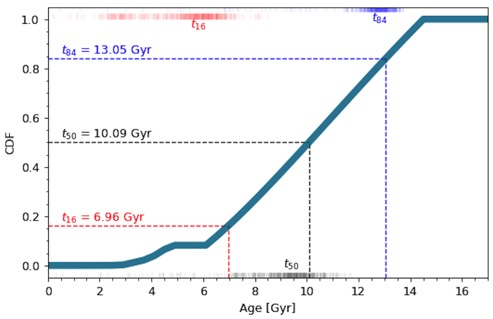 1.0
t16
t84
t84 = 13.05 Gyr
0.8
t50 = 10.09 Gyr
0.6
CDF
0.4
t16 = 6.96 Gyr
0.2
t50
0.0
0 2 4 6 8 10 12 14 16
Age [Gyr]